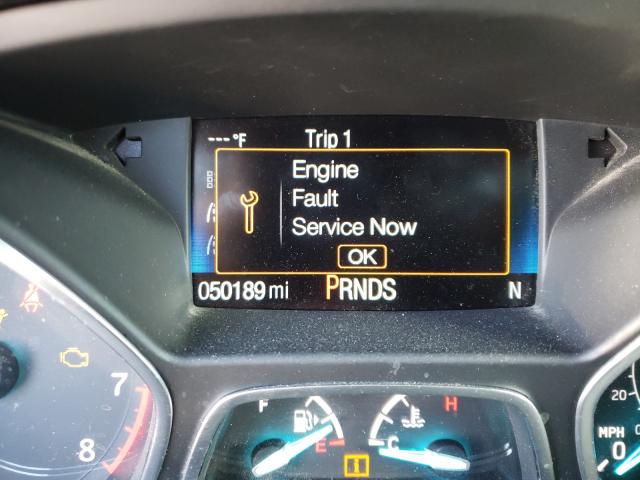 --- °F Trip 1
Engine
Fault
Service Now
OK
050189 mi PRNDS N
7
8
F
E
H
C
20
MPH
0